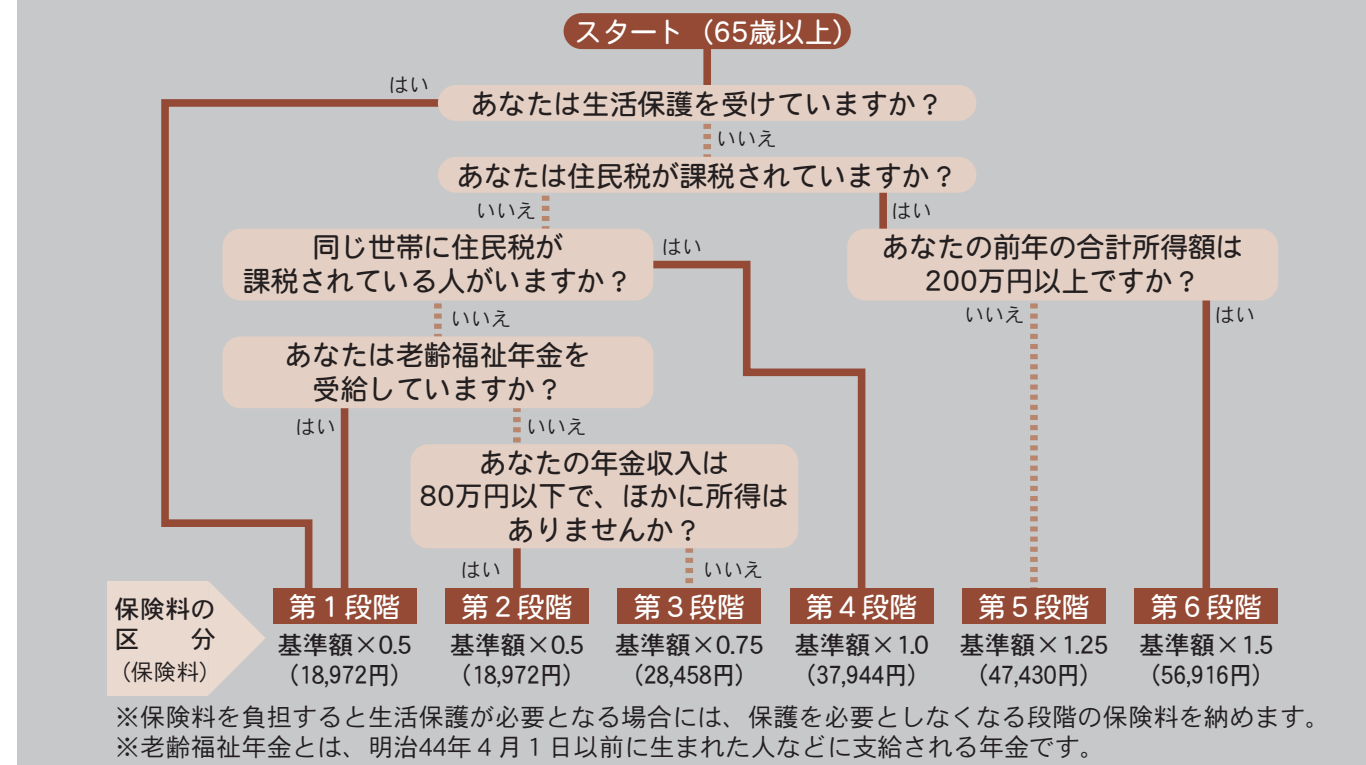 スタート（65歳以上）
はい
あなたは生活保護を受けていますか？
いいえ
あなたは住民税が課税されていますか？
いいえ
はい
同じ世帯に住民税が
課税されている人がいますか？
はい
あなたの前年の合計所得額は
200万円以上ですか？
いいえ
いいえ
はい
あなたは老齢福祉年金を
受給していますか？
はい
いいえ
あなたの年金収入は
80万円以下で、ほかに所得は
ありませんか？
はい
いいえ
保険料の
区　分
（保険料）
第１段階
基準額×0.5
（18,972円）
第２段階
基準額×0.5
（18,972円）
第３段階
基準額×0.75
（28,458円）
第４段階
基準額×1.0
（37,944円）
第５段階
基準額×1.25
（47,430円）
第６段階
基準額×1.5
（56,916円）
※保険料を負担すると生活保護が必要となる場合には、保護を必要としなくなる段階の保険料を納めます。
※老齢福祉年金とは、明治44年４月１日以前に生まれた人などに支給される年金です。